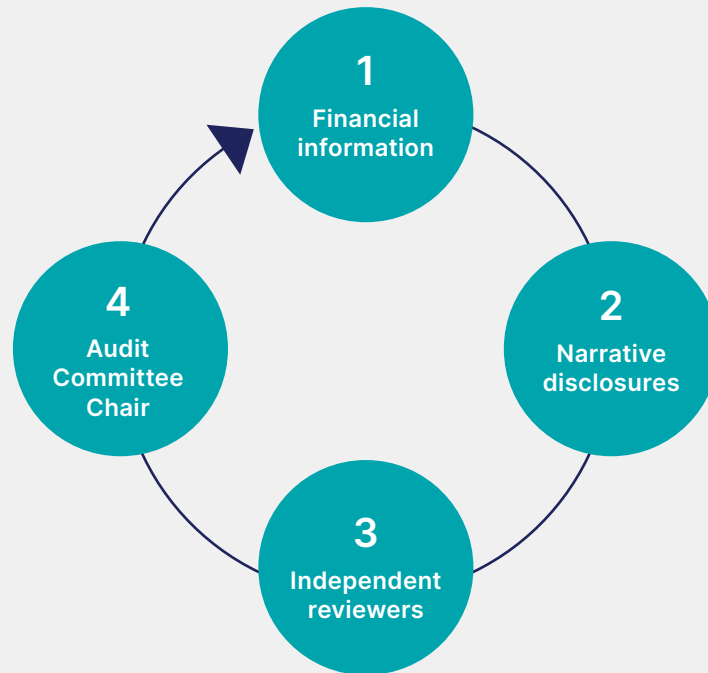 1
Financial
information
2
Narrative
disclosures
3
Independent
reviewers
4
Audit
Committee
Chair